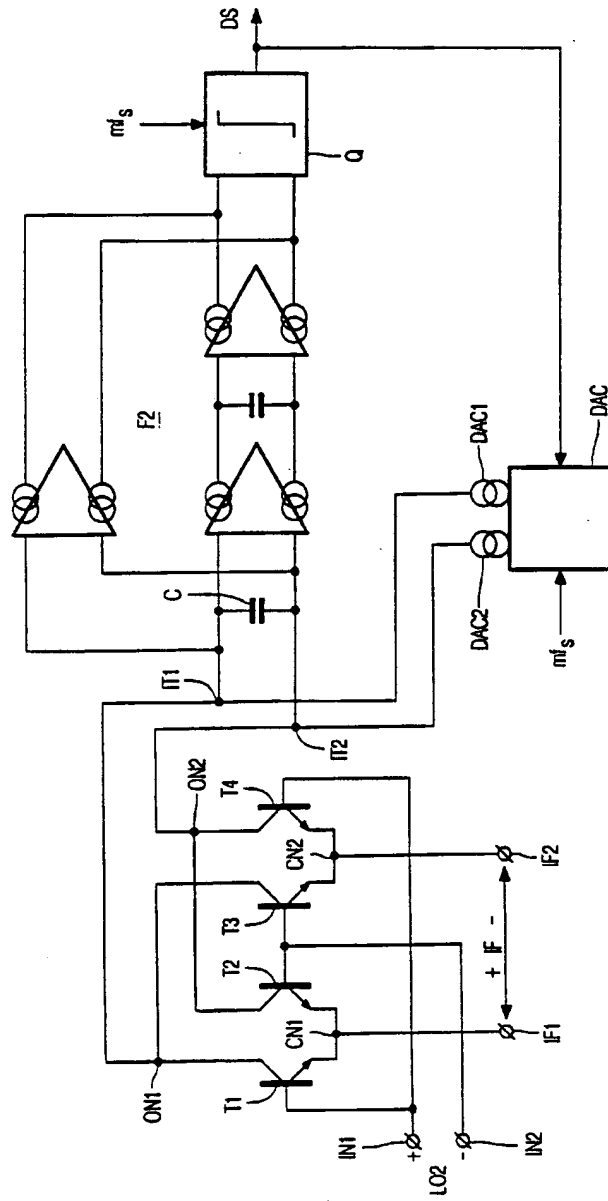 DS
mfs
Q
F2
C
IT1
IT2
DAC1
DAC2
DAC
mfs
ON1
ON2
T1
T2
T3
T4
CN1
CN2
IN1
+
LO2
-
IN2
+ IF -
IF1
IF2